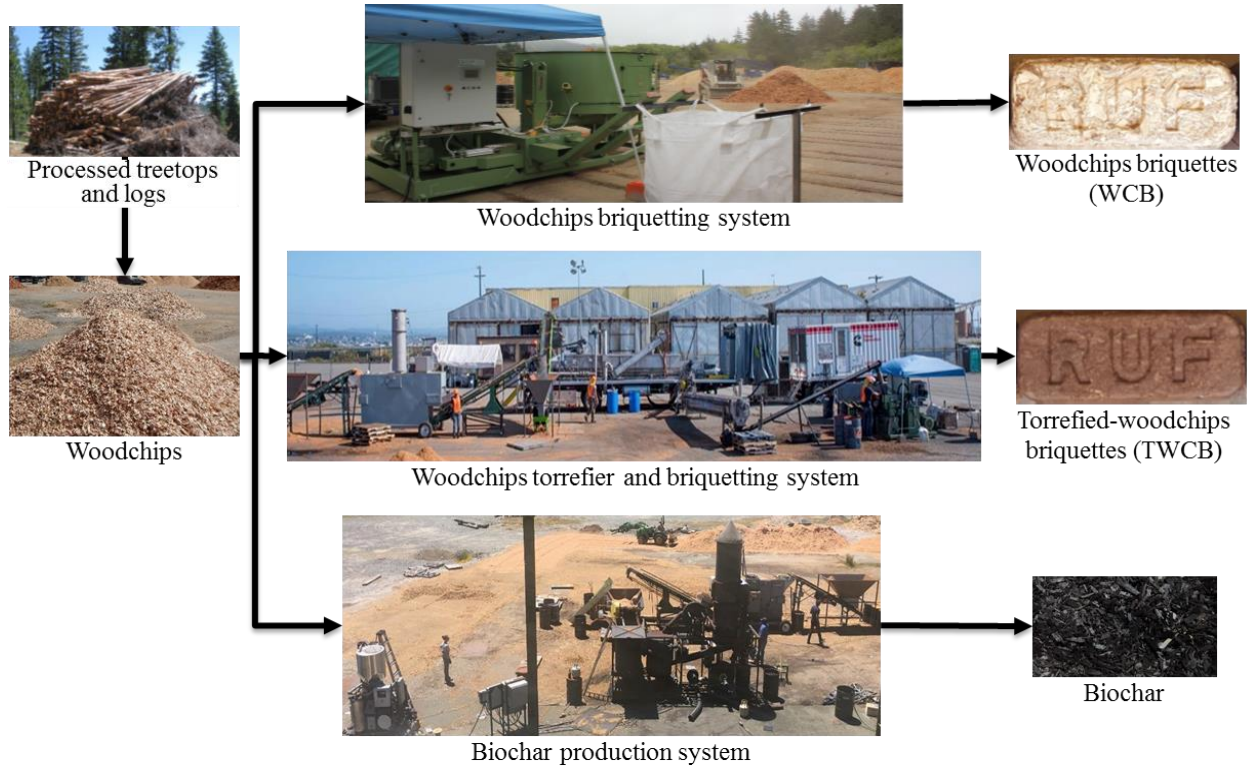 Processed treetops
and logs
Woodchips
Woodchips briquetting system
Woodchips torrefier and briquetting system
Biochar production system
RUF
Woodchips briquettes
(WCB)
RUF
Torrefied-woodchips
briquettes (TWCB)
Biochar